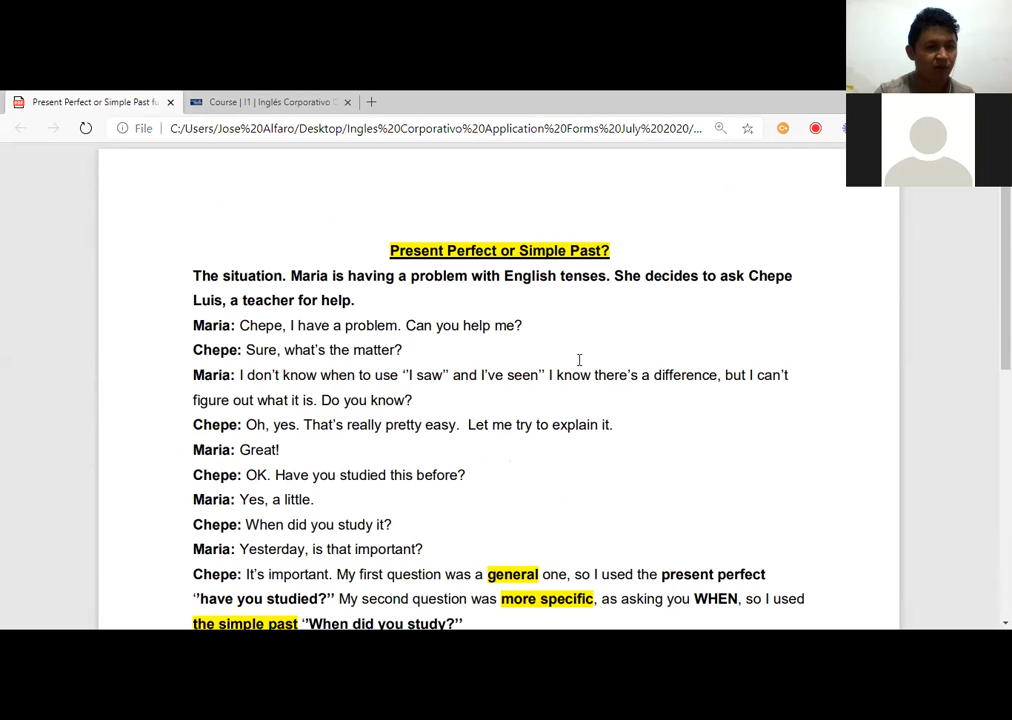 Present Perfect or Simple Past fu
Course | I1 | Inglés Corporativo C
File
C:/Users/Jose%20Alfaro/Desktop/Ingles%20Corporativo%20Application%20Forms%20July%202020/...
Present Perfect or Simple Past?
The situation. Maria is having a problem with English tenses. She decides to ask Chepe
Luis, a teacher for help.
Maria: Chepe, I have a problem. Can you help me?
Chepe: Sure, what's the matter?
Maria: I don't know when to use ‘'I saw'' and I've seen'' I know there's a difference, but I can't
figure out what it is. Do you know?
Chepe: Oh, yes. That's really pretty easy.  Let me try to explain it.
Maria: Great!
Chepe: OK. Have you studied this before?
Maria: Yes, a little.
Chepe: When did you study it?
Maria: Yesterday, is that important?
Chepe: It's important. My first question was a general one, so I used the present perfect
‘'have you studied?'' My second question was more specific, as asking you WHEN, so I used
the simple past ‘'When did you study?''